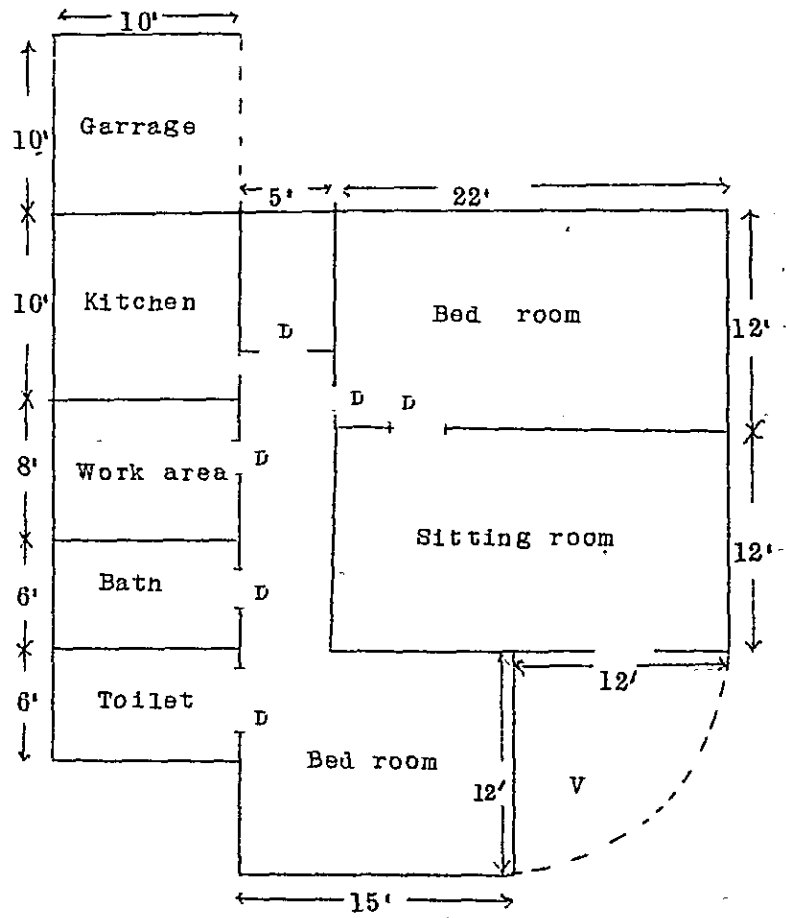 10'
Garrage
10'
5'
22'
Kitchen
10'
Bed room
12'
D
D D
Work area
8'
D
Sitting room
12'
Bath
6'
D
12'
Toilet
6'
D
Bed room
12'
V
15'